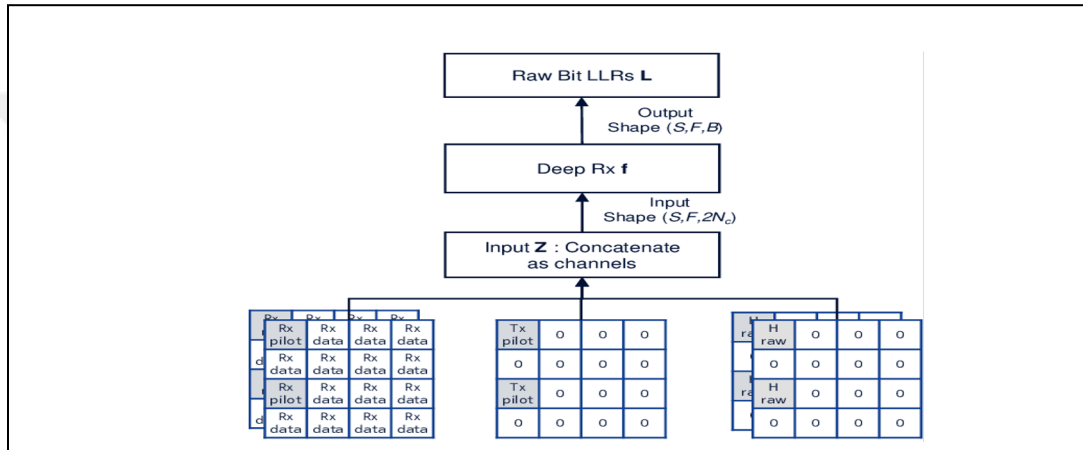 Raw Bit LLRs L
Output
Shape (S,F,B)
Deep Rx f
Input
Shape (S,F,2Nc)
Input Z : Concatenate
as channels
Rx Rx Rx Rx
Rx pilot Rx data Rx data Rx data
Rx data Rx data Rx data Rx data
Rx pilot Rx data Rx data Rx data
Rx data Rx data Rx data Rx data
Tx pilot 0 0 0
0 0 0 0
Tx pilot 0 0 0
0 0 0 0
H raw 0 0 0
0 0 0 0
H raw 0 0 0
0 0 0 0